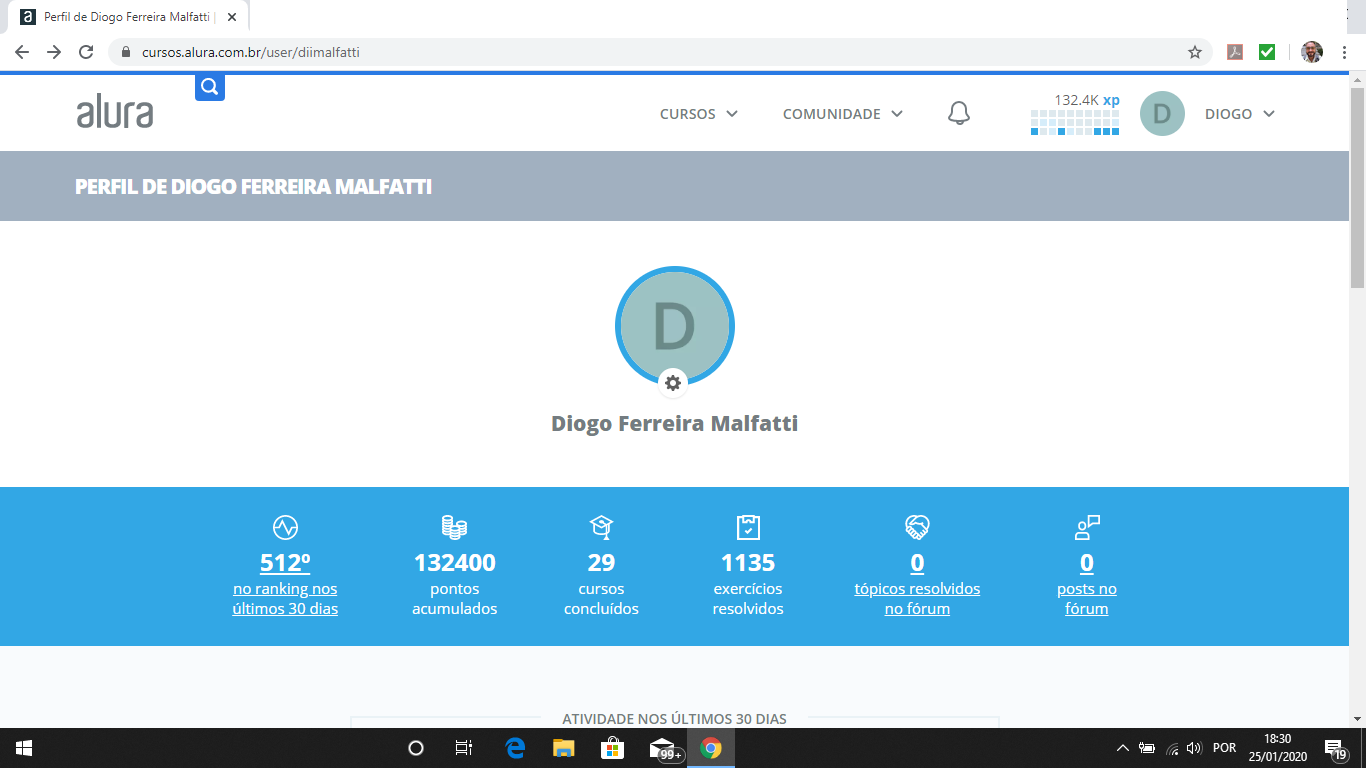 Perfil de Diogo Ferreira Malfatti |
cursos.alura.com.br/user/diimalfatti
alura
CURSOS
COMUNIDADE
132.4K xp
D
DIOGO
PERFIL DE DIOGO FERREIRA MALFATTI
D
Diogo Ferreira Malfatti
512º
no ranking nos
últimos 30 dias
132400
pontos
acumulados
29
cursos
concluídos
1135
exercícios
resolvidos
0
tópicos resolvidos
no fórum
0
posts no
fórum
ATIVIDADE NOS ÚLTIMOS 30 DIAS
99+
POR
18:30
25/01/2020
19